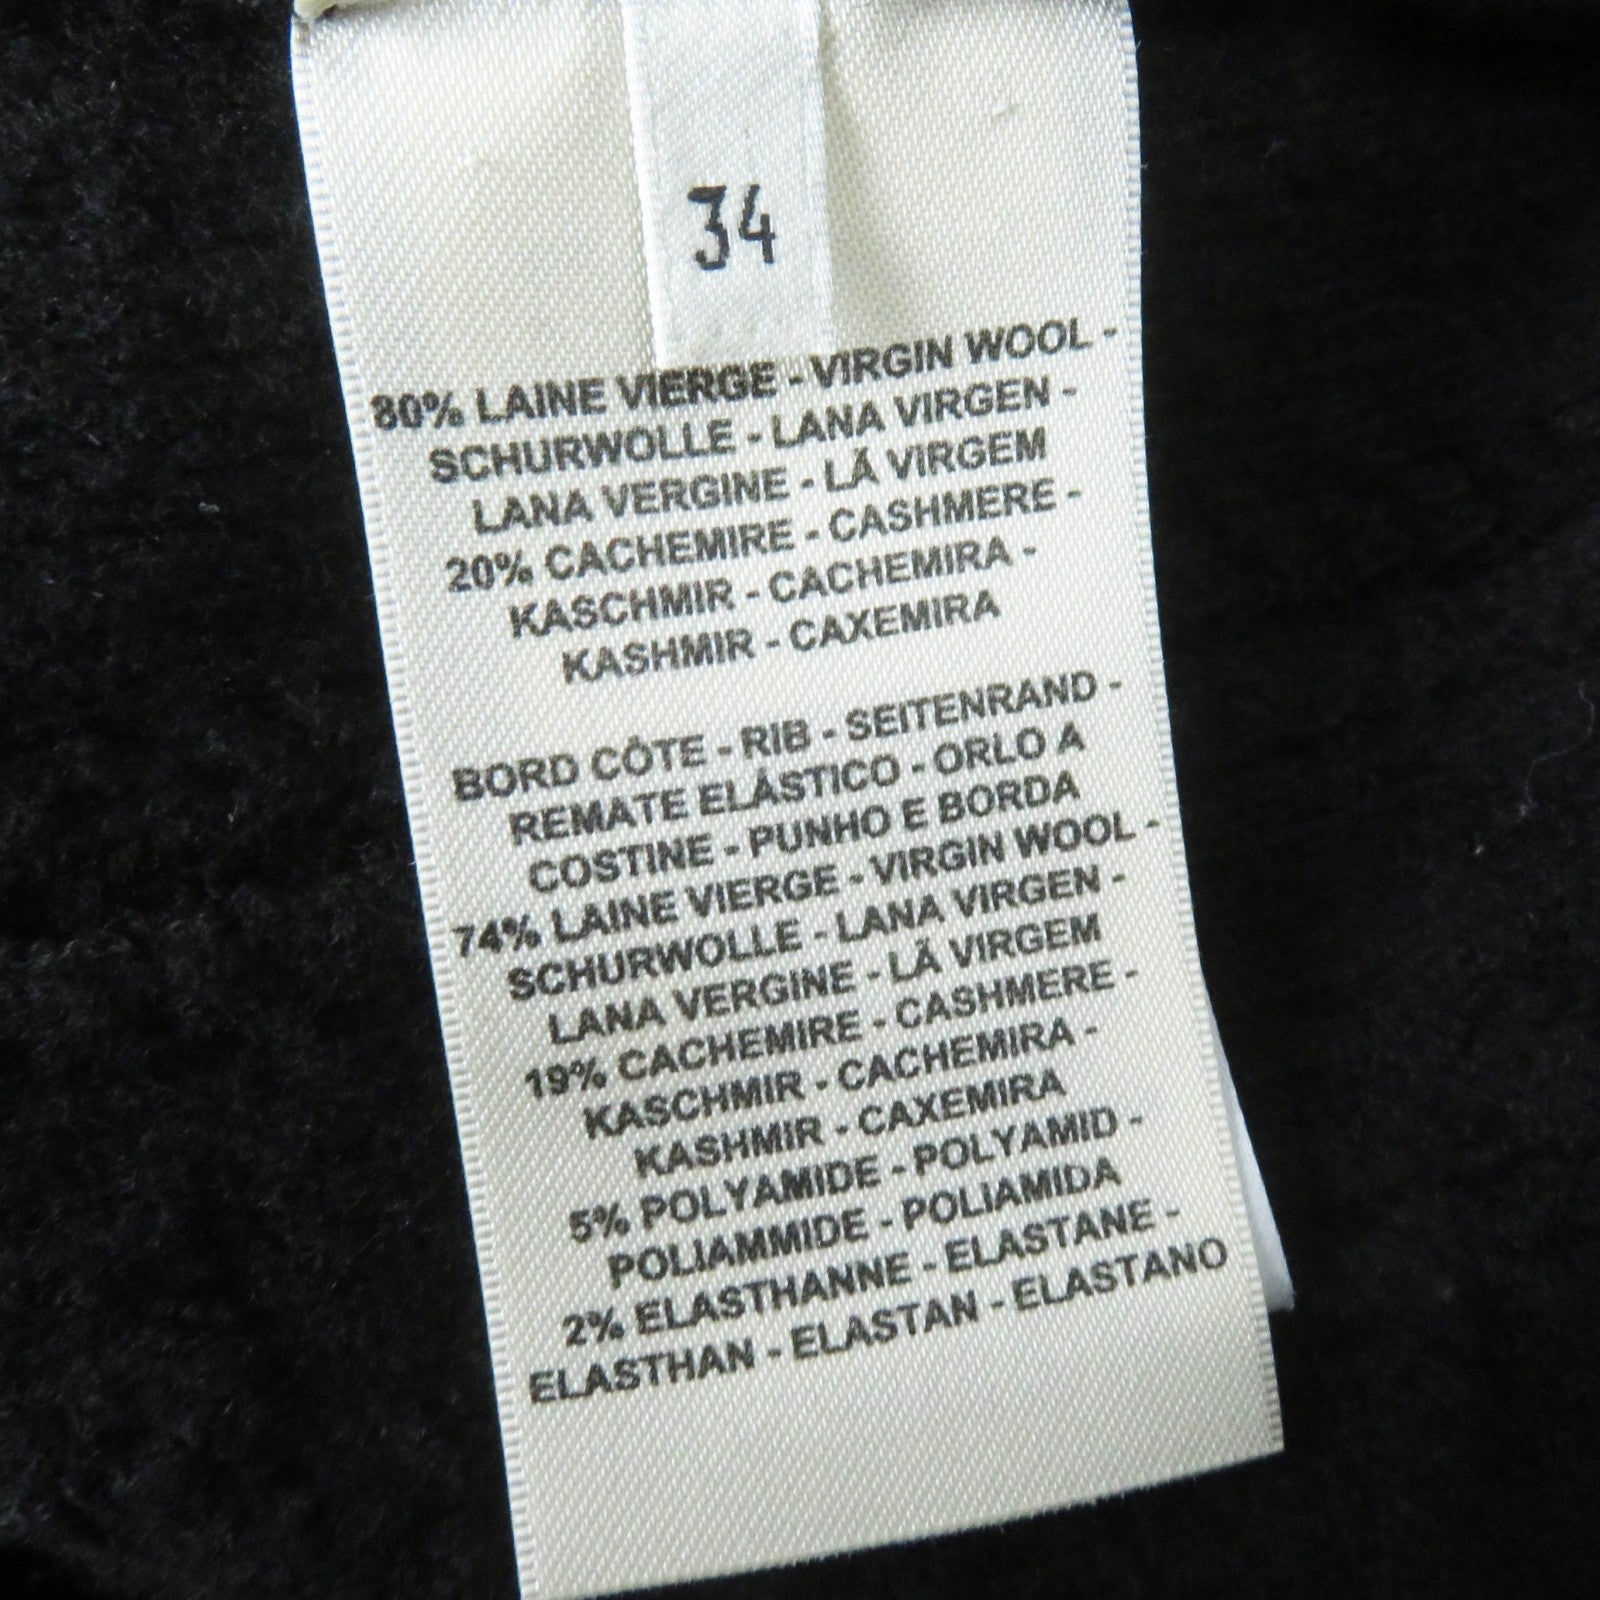 34
80% LAINE VIERGE - VIRGIN WOOL -
SCHURWOLLE - LANA VIRGEN -
LANA VERGINE - LÃ VIRGEM
20% CACHEMIRE - CASHMERE -
KASCHMIR - CACHEMIRA -
KASHMIR - CAXEMIRA
BORD CÔTE - RIB - SEITENRAND -
REMATE ELÁSTICO - ORLO A
COSTINE - PUNHO E BORDA
74% LAINE VIERGE - VIRGIN WOOL -
SCHURWOLLE - LANA VIRGEN -
LANA VERGINE - LÃ VIRGEM
19% CACHEMIRE - CASHMERE -
KASCHMIR - CACHEMIRA -
KASHMIR - CAXEMIRA
5% POLYAMIDE - POLYAMID -
POLIAMMIDE - POLIAMIDA
2% ELASTHANNE - ELASTANE -
ELASTHAN - ELASTAN - ELASTANO